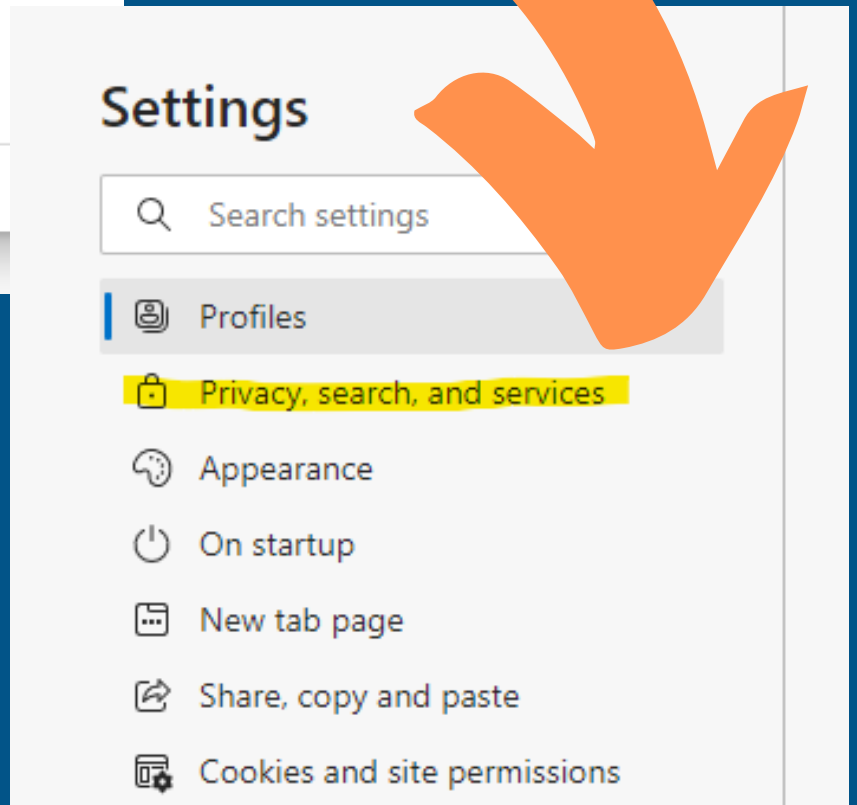 Settings
Search settings
Profiles
Privacy, search, and services
Appearance
On startup
New tab page
Share, copy and paste
Cookies and site permissions